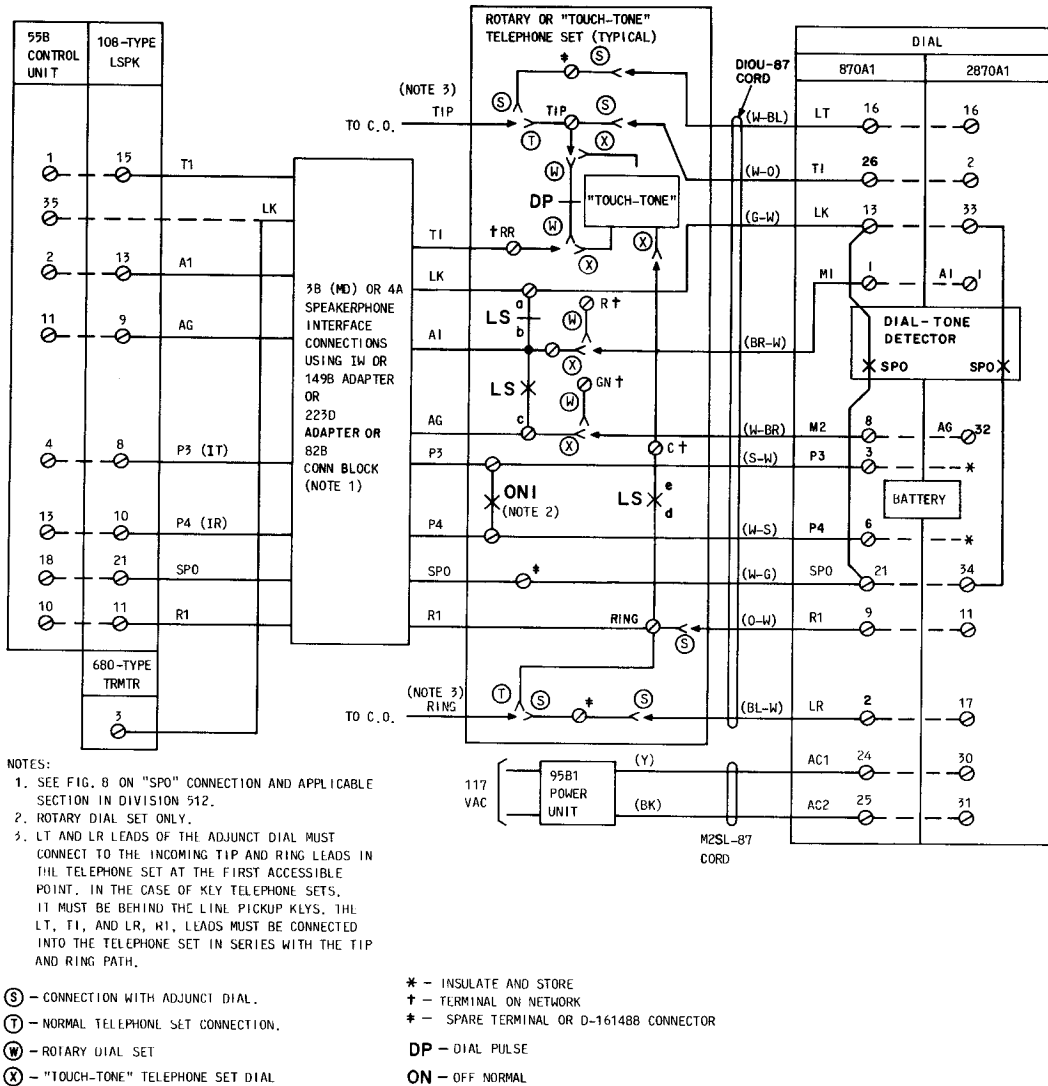 55B CONTROL UNIT
108-TYPE LSPK
ROTARY OR "TOUCH-TONE"
TELEPHONE SET (TYPICAL)
DIAL
870A1 2870A1
DIOU-87
CORD
(NOTE 3)
TIP
TO C.O.
S
‡
S
T
TIP
S
(W-BL) LT 16 16
1 15 T1
W
(W-O) T1 26 2
DP
"TOUCH-TONE"
35 LK
W
X
X
(G-W) LK 13 33
† RR
T1
2 13 A1
LK
M1 1 A1 1
3B (MD) OR 4A
SPEAKERPHONE
INTERFACE
CONNECTIONS
USING IW OR
149B ADAPTER
OR
223D
ADAPTER OR
82B
CONN BLOCK
(NOTE 1)
a
LS
b
R †
W
11 9 AG
A1
X
(BR-W)
DIAL-TONE
DETECTOR
SPO SPO
LS
GN †
W
c
AG
X
(W-BR) M2 8 AG 32
4 8 P3 (IT)
P3
C †
(S-W) P3 3 *
ON1
(NOTE 2)
LS
e
d
BATTERY
13 10 P4 (IR)
P4
(W-S) P4 6 *
18 21 SPO
SPO
‡
(W-G) SPO 21 34
10 11 R1
R1
RING
S
(O-W) R1 9 11
680-TYPE
TRMTR
3
(NOTE 3)
RING
TO C.O.
T
S
‡
S
(BL-W) LR 2 17
117
VAC
95B1
POWER
UNIT
(Y) AC1 24 30
(BK) AC2 25 31
M2SL-87
CORD
NOTES:
1. SEE FIG. 8 ON "SPO" CONNECTION AND APPLICABLE
SECTION IN DIVISION 512.
2. ROTARY DIAL SET ONLY.
3. LT AND LR LEADS OF THE ADJUNCT DIAL MUST
CONNECT TO THE INCOMING TIP AND RING LEADS IN
THE TELEPHONE SET AT THE FIRST ACCESSIBLE
POINT. IN THE CASE OF KEY TELEPHONE SETS,
IT MUST BE BEHIND THE LINE PICKUP KEYS. THE
LT, T1, AND LR, R1, LEADS MUST BE CONNECTED
INTO THE TELEPHONE SET IN SERIES WITH THE TIP
AND RING PATH.
S – CONNECTION WITH ADJUNCT DIAL.
T – NORMAL TELEPHONE SET CONNECTION.
W – ROTARY DIAL SET
X – "TOUCH-TONE" TELEPHONE SET DIAL
* – INSULATE AND STORE
† – TERMINAL ON NETWORK
‡ – SPARE TERMINAL OR D-161488 CONNECTOR
DP – DIAL PULSE
ON – OFF NORMAL